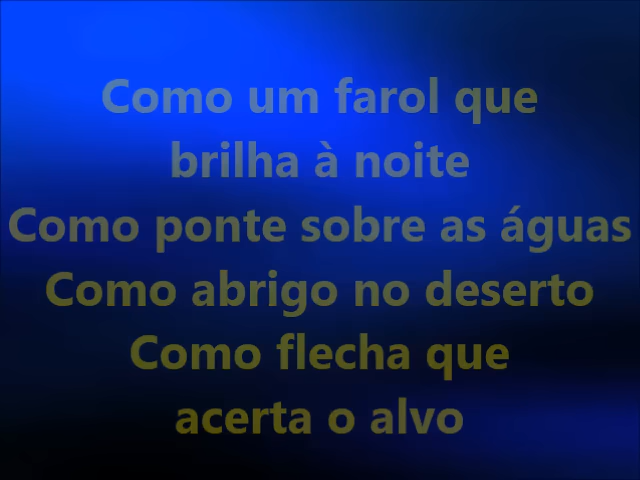 Como um farol que
brilha à noite
Como ponte sobre as águas
Como abrigo no deserto
Como flecha que
acerta o alvo